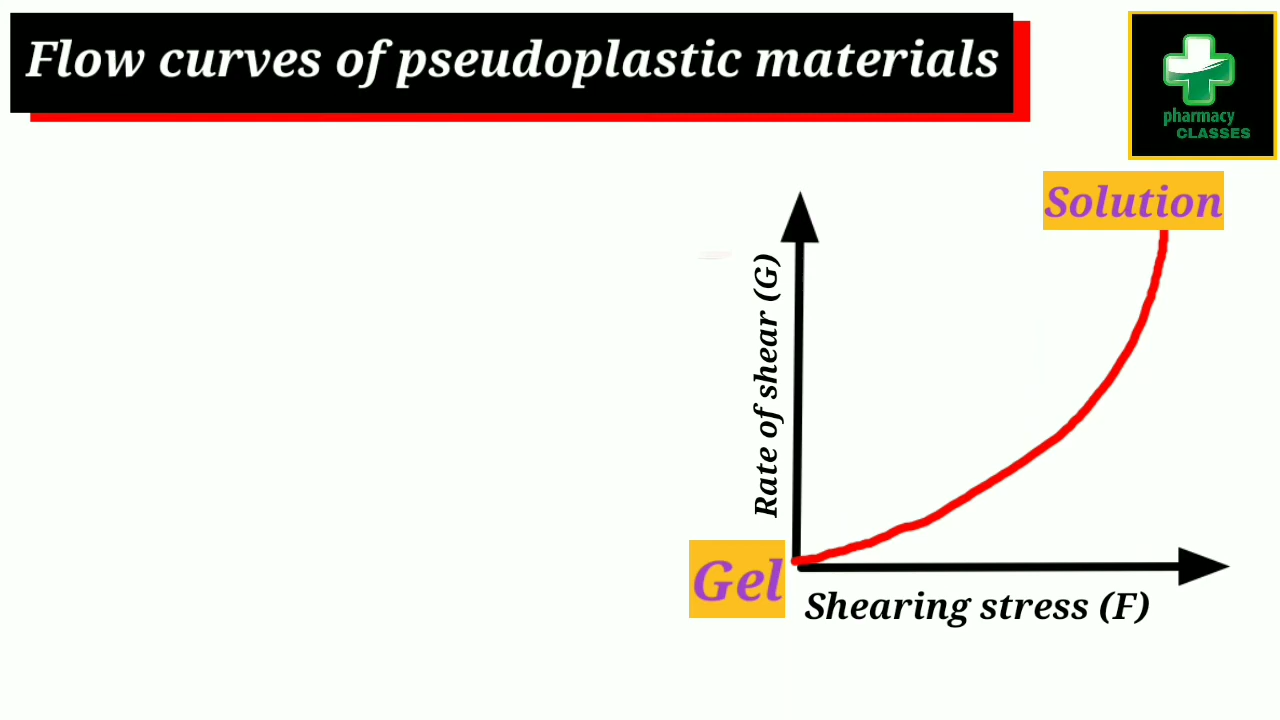 Flow curves of pseudoplastic materials
pharmacy
CLASSES
Solution
Rate of shear (G)
Gel
Shearing stress (F)